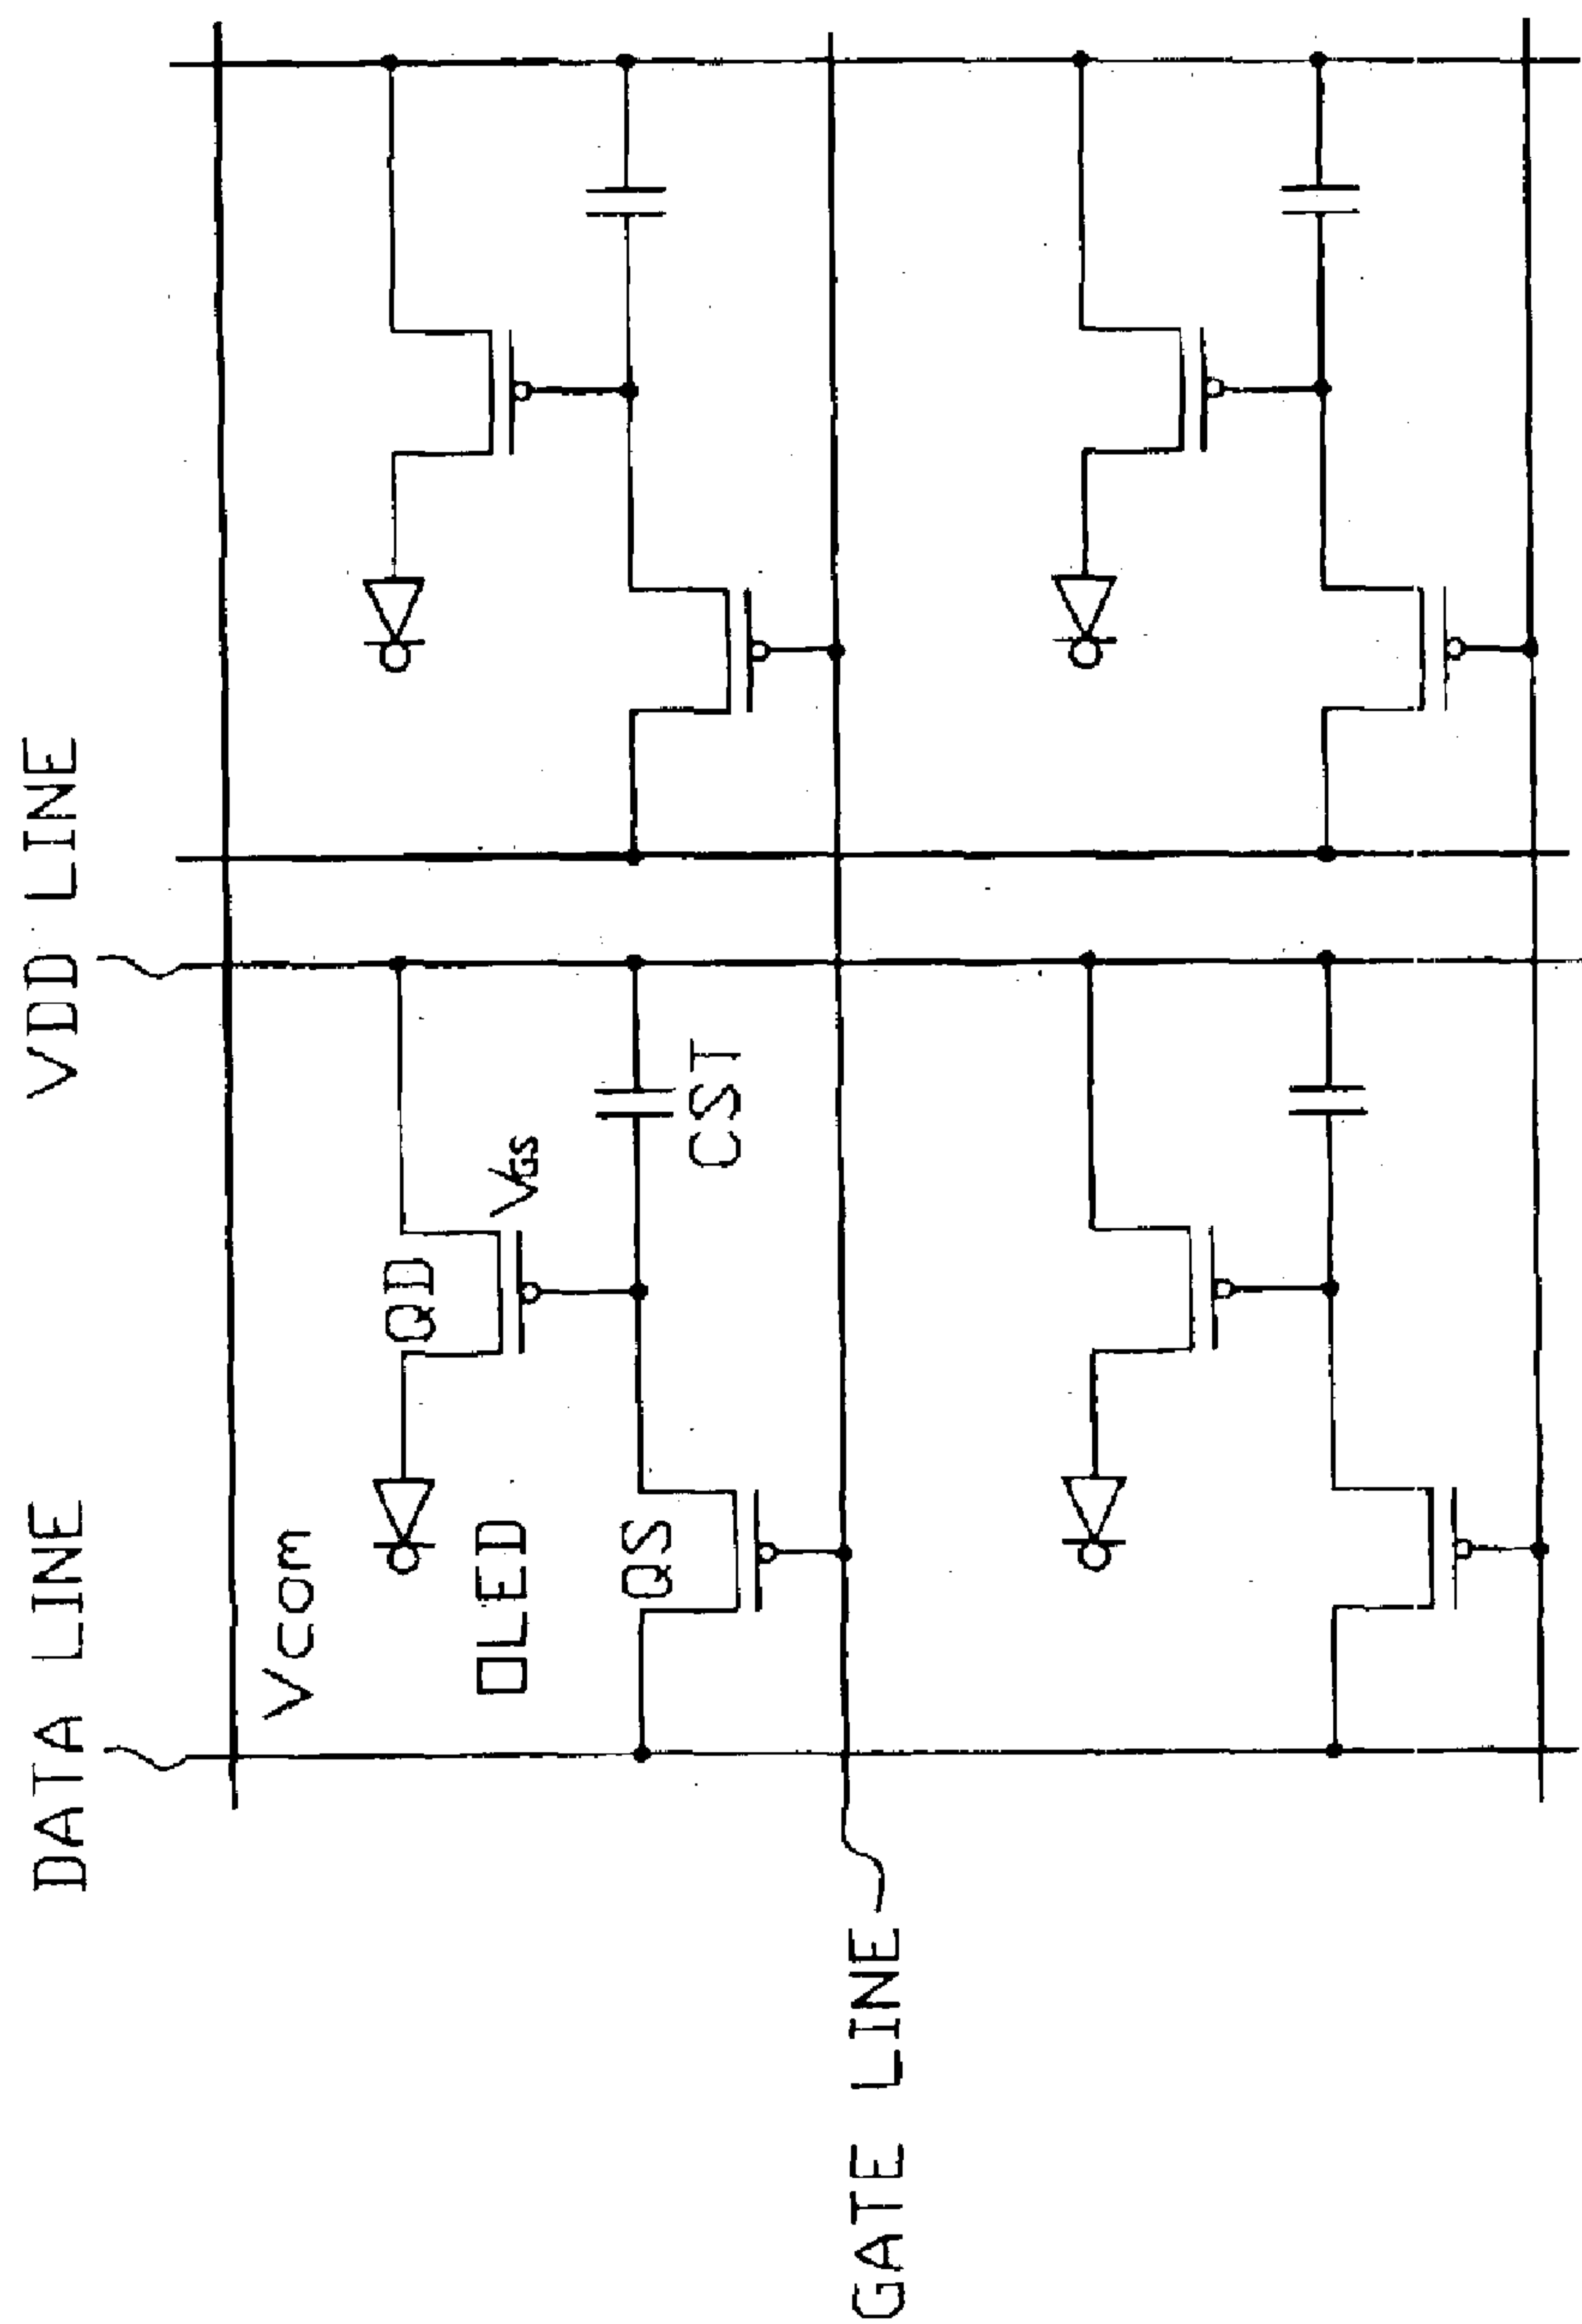 DATA LINE
VDD LINE
Vcom
QD
VGS
OLED
QS
CST
GATE LINE